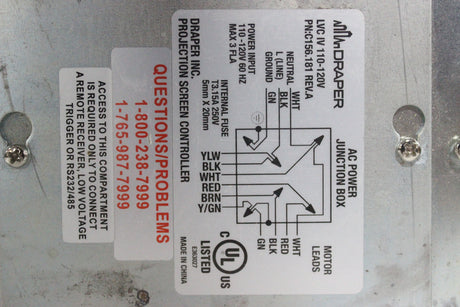 DRAPER
LVC IV 110-120V
PN:C156.181 REV.A
AC POWER
JUNCTION BOX
NEUTRAL WHT
L (LINE) BLK
GROUND GN
POWER INPUT
110 -120V 60 HZ
MAX 3 FLA
INTERNAL FUSE
T3.15A 250V
5mm X 20mm
YLW
BLK
WHT
RED
BRN
Y/GN
GN
BLK
RED
WHT
MOTOR
LEADS
DRAPER INC.
PROJECTION SCREEN CONTROLLER
C UL US
LISTED
E363027
MADE IN CHINA
QUESTIONS/PROBLEMS
1-800-238-7999
1-765-987-7999
ACCESS TO THIS COMPARTMENT
IS REQUIRED ONLY TO CONNECT
A REMOTE RECEIVER, LOW VOLTAGE
TRIGGER OR RS232/485